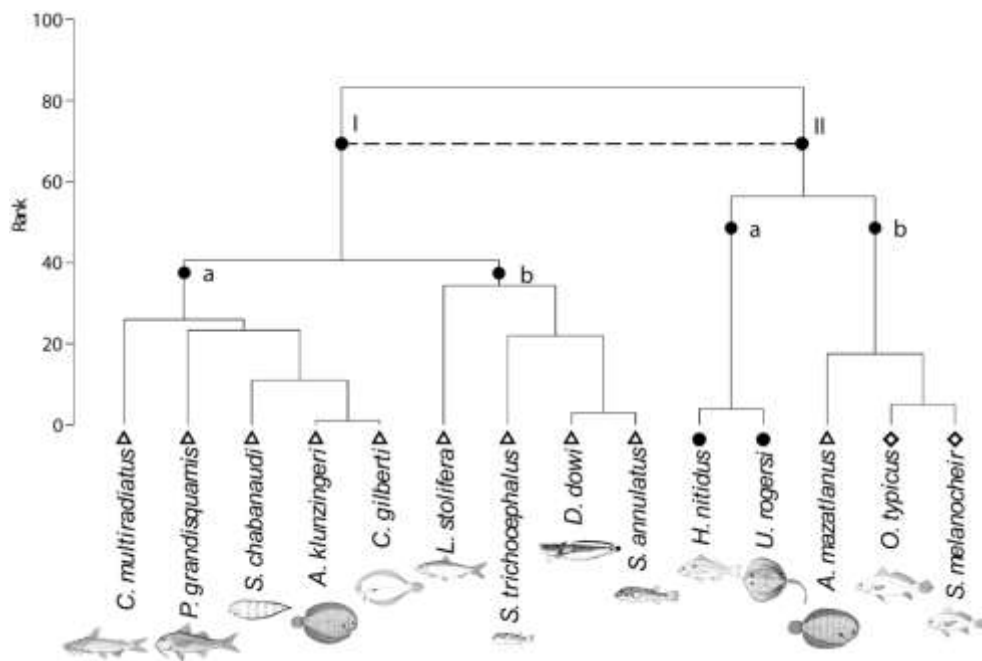 100
80
60
40
20
0
Rank
I
II
a
b
a
b
C. multiradiatus
P. grandisquamis
S. chabanaudi
A. klunzingeri
C. gilberti
L. stolifera
S. trichocephalus
D. dowi
S. annulatus
H. nitidus
U. rogersi
A. mazatlanus
O. typicus
S. melanocheir